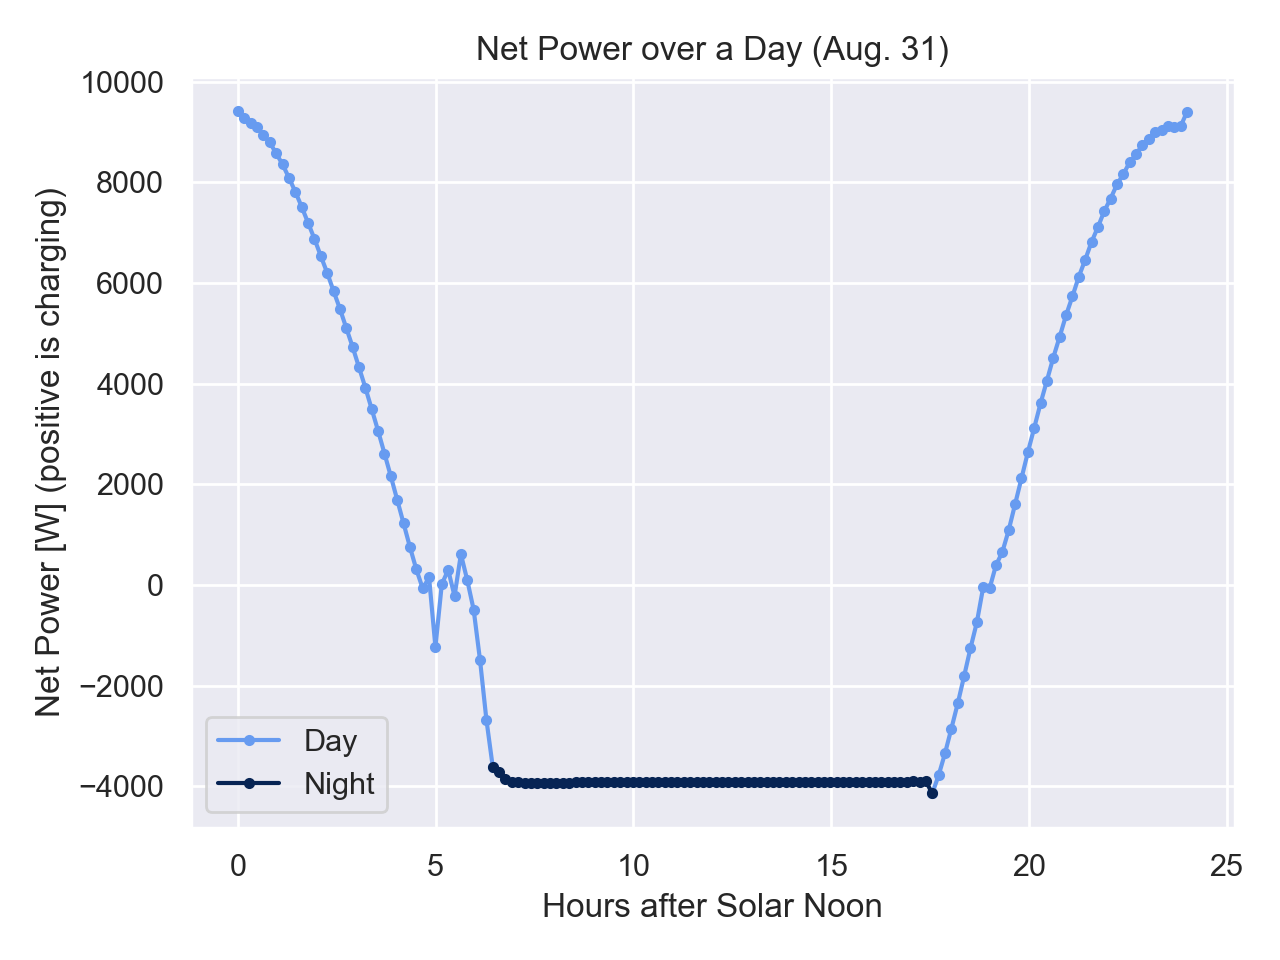 Net Power over a Day (Aug. 31)
Net Power [W] (positive is charging)
10000
8000
6000
4000
2000
0
−2000
−4000
Day
Night
0 5 10 15 20 25
Hours after Solar Noon